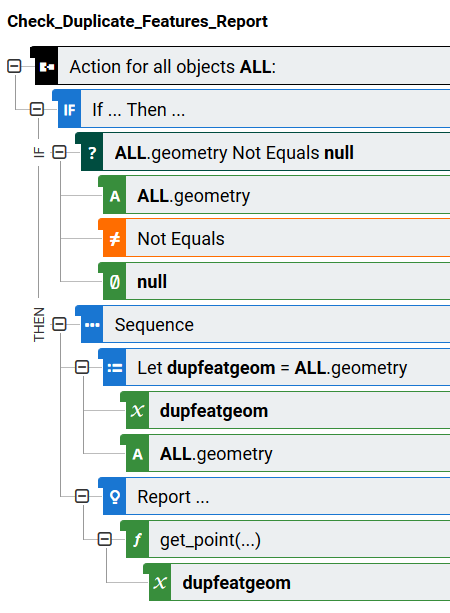 Check_Duplicate_Features_Report
Action for all objects ALL:
IF If ... Then ...
IF
? ALL.geometry Not Equals null
A ALL.geometry
≠ Not Equals
∅ null
THEN
Sequence
Let dupfeatgeom = ALL.geometry
x dupfeatgeom
A ALL.geometry
Report ...
f get_point(...)
x dupfeatgeom